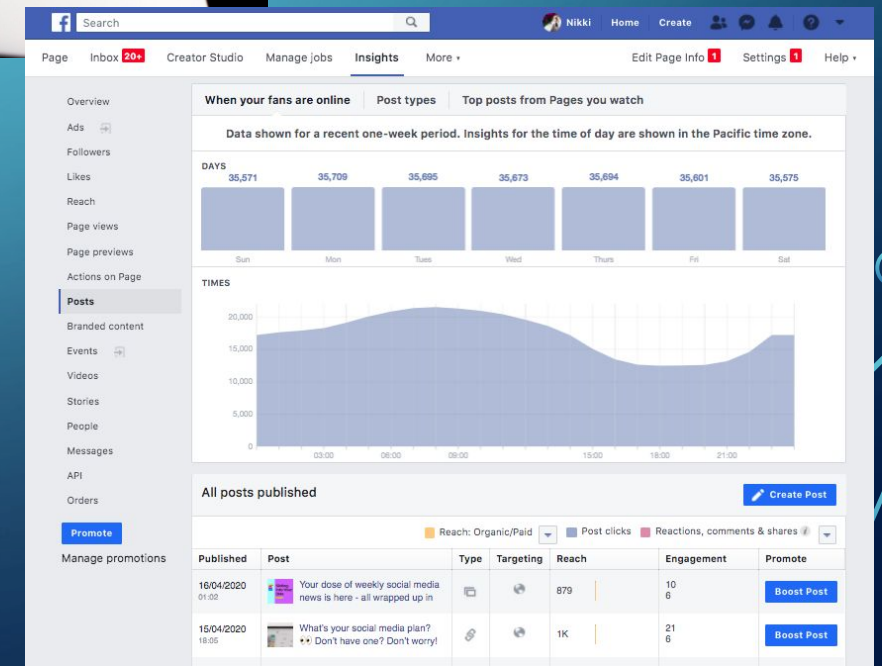 f Search Nikki Home Create
Page Inbox 20+ Creator Studio Manage jobs Insights More Edit Page Info 1 Settings 1 Help
Overview
Ads
Followers
Likes
Reach
Page views
Page previews
Actions on Page
Posts
Branded content
Events
Videos
Stories
People
Messages
API
Orders
Promote
Manage promotions
When your fans are online Post types Top posts from Pages you watch
Data shown for a recent one-week period. Insights for the time of day are shown in the Pacific time zone.
DAYS
35,571 35,709 35,695 35,673 35,694 35,601 35,575
Sun Mon Tues Wed Thurs Fri Sat
TIMES
20,000
15,000
10,000
5,000
0
03:00 06:00 09:00 15:00 18:00 21:00
All posts published
Create Post
Reach: Organic/Paid Post clicks Reactions, comments & shares i
Published Post Type Targeting Reach Engagement Promote
16/04/2020 Your dose of weekly social media 879 10 Boost Post
01:02 news is here - all wrapped up in 6
15/04/2020 What's your social media plan? 1K 21 Boost Post
18:05 👀 Don't have one? Don't worry! 6